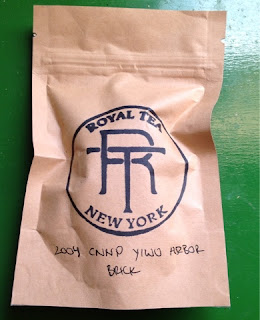 ROYAL TEA
RT
NEW YORK
2004 CNNP YIWU ARBOR
BRICK